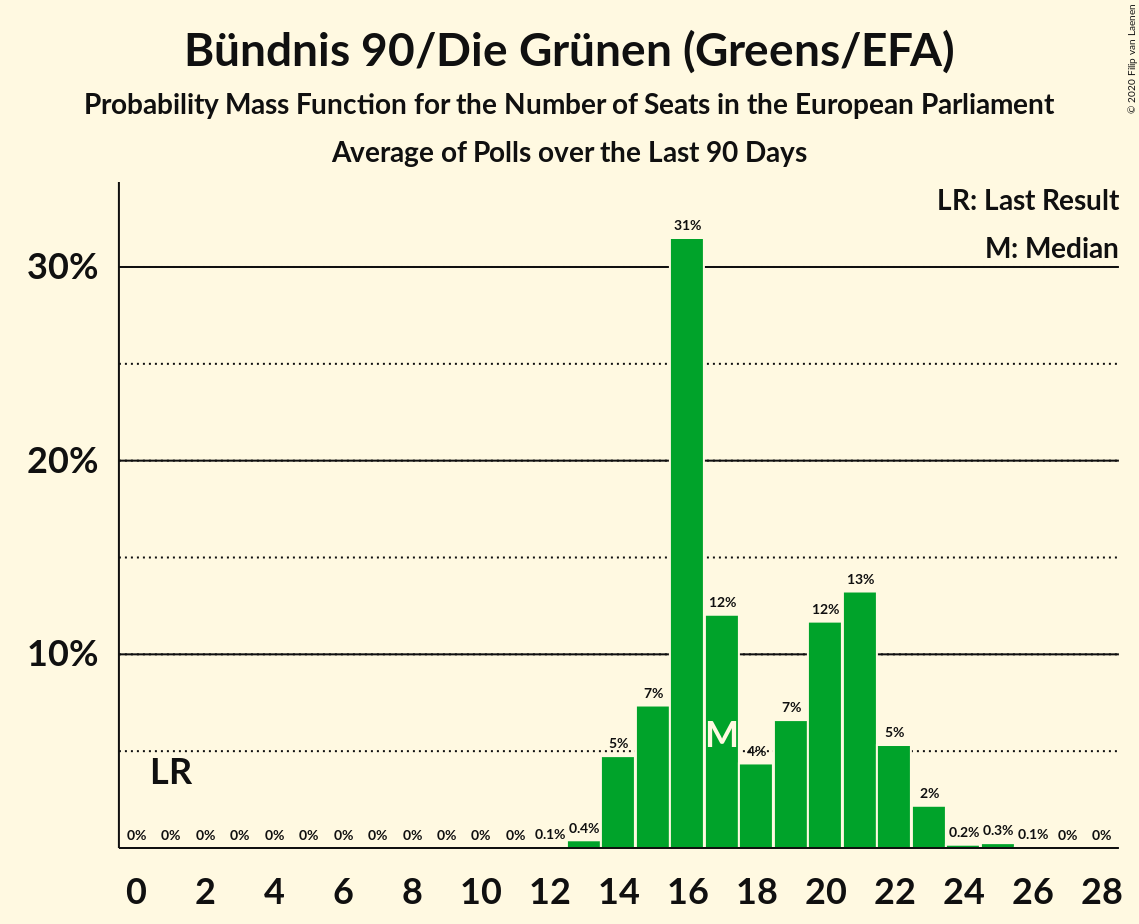 Bündnis 90/Die Grünen (Greens/EFA)
Probability Mass Function for the Number of Seats in the European Parliament
Average of Polls over the Last 90 Days
© 2020 Filip van Laenen
LR: Last Result
M: Median
30%
20%
10%
31%
13%
12%
12%
7%
7%
5%
4%
5%
2%
M
LR
0% 0% 0% 0% 0% 0% 0% 0% 0% 0% 0% 0% 0.1% 0.4% 0.2% 0.3% 0.1% 0% 0%
0 2 4 6 8 10 12 14 16 18 20 22 24 26 28